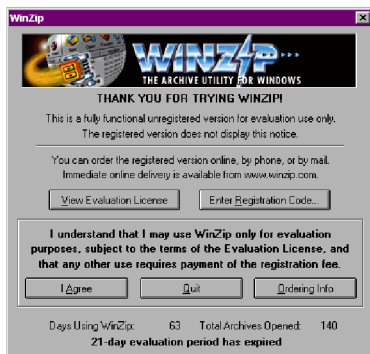 WinZip
WINZIP
THE ARCHIVE UTILITY FOR WINDOWS
THANK YOU FOR TRYING WINZIP!
This is a fully functional unregistered version for evaluation use only.
The registered version does not display this notice.
You can order the registered version online, by phone, or by mail.
Immediate online delivery is available from www.winzip.com.
View Evaluation License Enter Registration Code...
I understand that I may use WinZip only for evaluation
purposes, subject to the terms of the Evaluation License, and
that any other use requires payment of the registration fee.
I Agree Quit Ordering Info
Days Using WinZip: 63 Total Archives Opened: 140
21-day evaluation period has expired